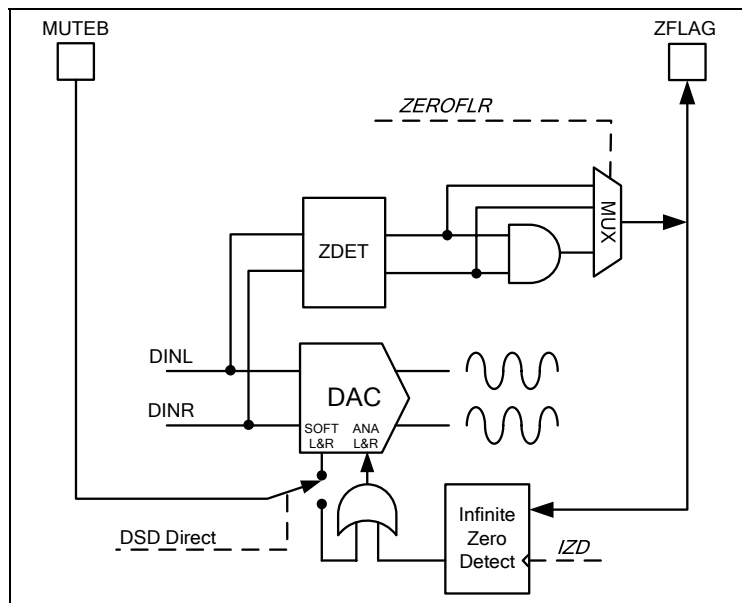 MUTEB
ZFLAG
ZEROFLR
MUX
ZDET
DINL
DINR
DAC
SOFT
L&R
ANA
L&R
DSD Direct
Infinite
Zero
Detect
IZD